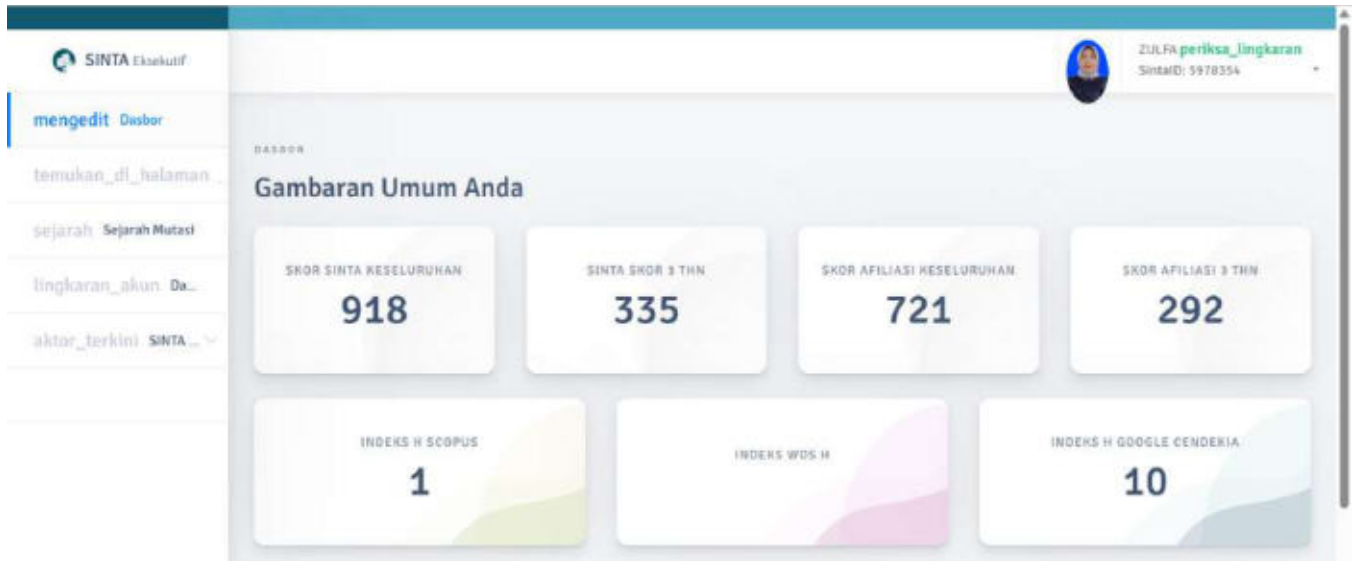 SINTA Eksekutif
ZULFA periksa_lingkaran
SintaID: 5978354
mengedit Dasbor
temukan_di_halaman ...
sejarah Sejarah Mutasi
lingkaran_akun Da...
aktor_terkini SINTA ...
DASBOR
Gambaran Umum Anda
SKOR SINTA KESELURUHAN
918
SINTA SKOR 3 THN
335
SKOR AFILIASI KESELURUHAN
721
SKOR AFILIASI 3 THN
292
INDEKS H SCOPUS
1
INDEKS WOS H
INDEKS H GOOGLE CENDEKIA
10